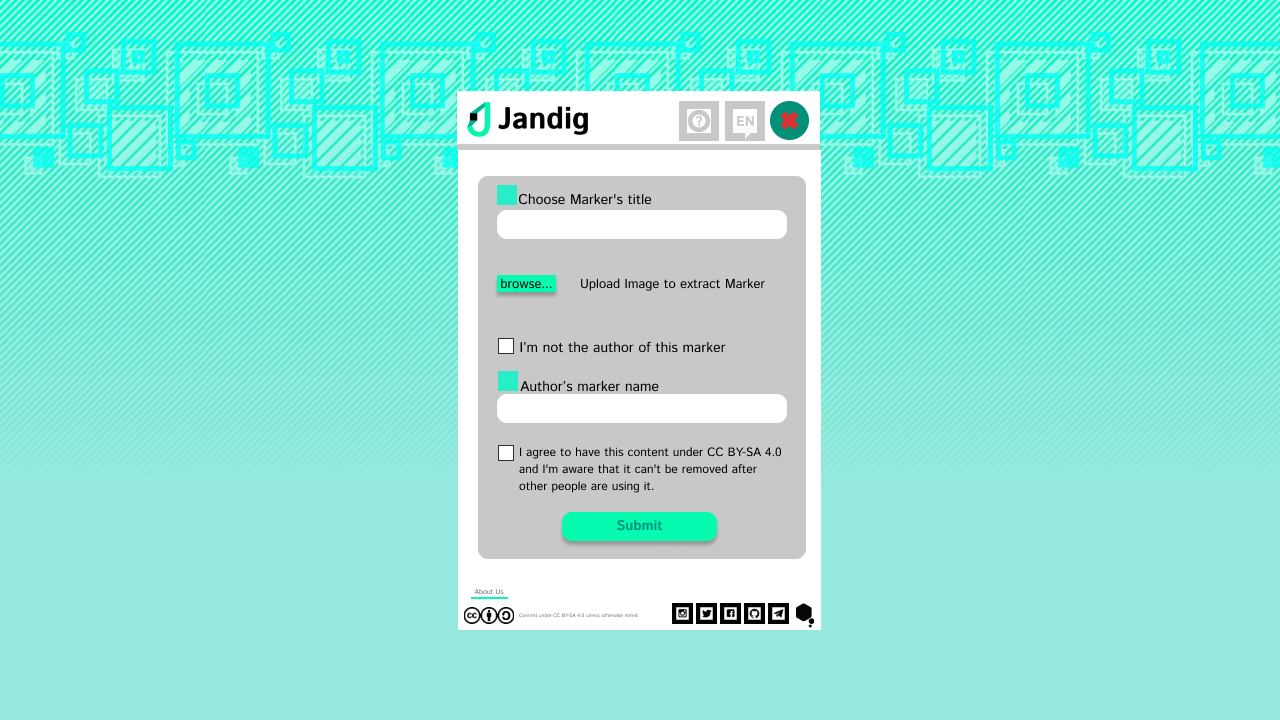 Jandig
EN
Choose Marker's title
browse...
Upload Image to extract Marker
I'm not the author of this marker
Author's marker name
I agree to have this content under CC BY-SA 4.0
and I'm aware that it can't be removed after
other people are using it.
Submit
About Us
cc
Content under CC BY-SA 4.0 unless otherwise noted.